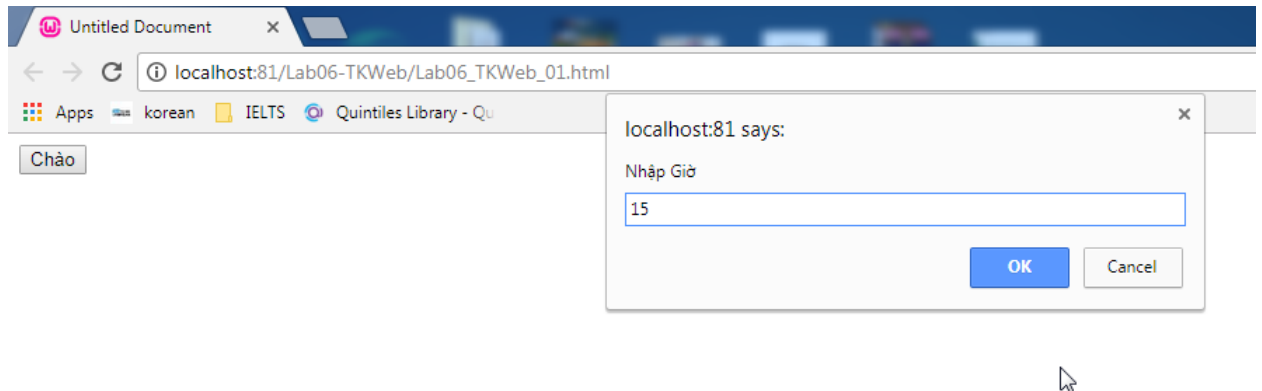 Untitled Document
localhost:81/Lab06-TKWeb/Lab06_TKWeb_01.html
Apps korean IELTS Quintiles Library - Qu
localhost:81 says:
Chào
Nhập Giờ
15
OK Cancel